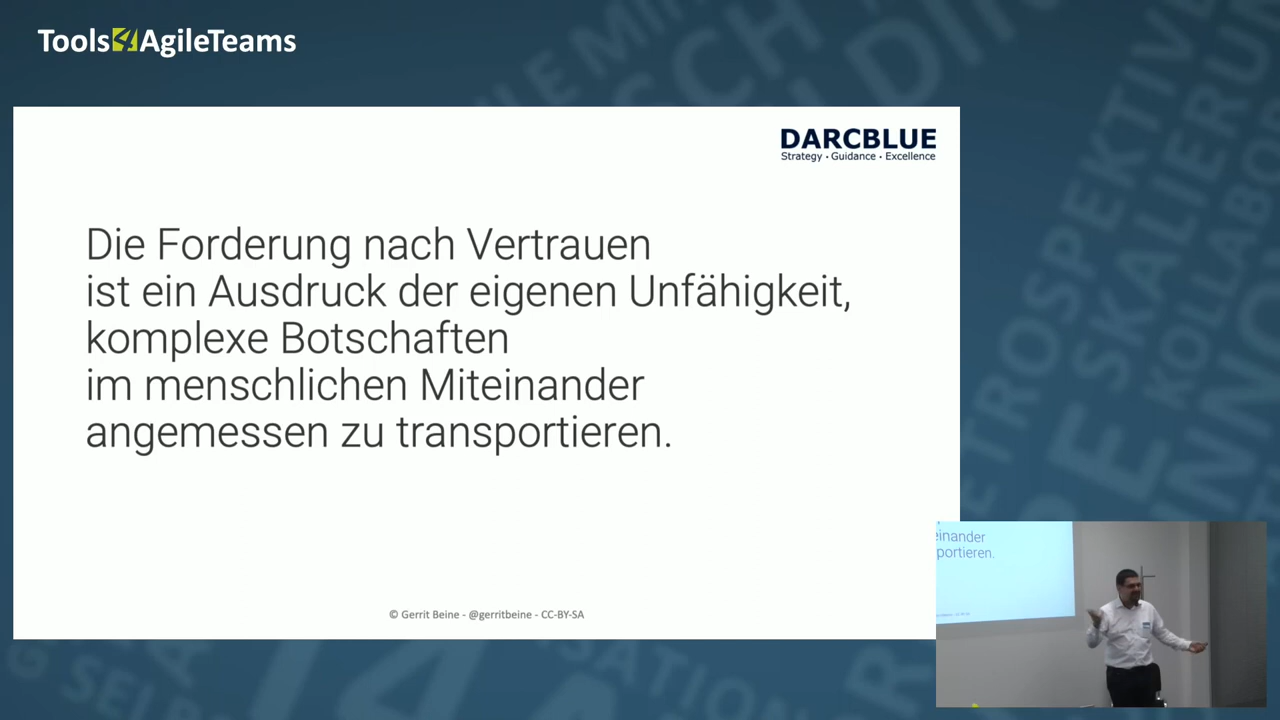 Tools4AgileTeams
DARCBLUE
Strategy • Guidance • Excellence
Die Forderung nach Vertrauen
ist ein Ausdruck der eigenen Unfähigkeit,
komplexe Botschaften
im menschlichen Miteinander
angemessen zu transportieren.
© Gerrit Beine - @gerritbeine - CC-BY-SA
einander
portieren.